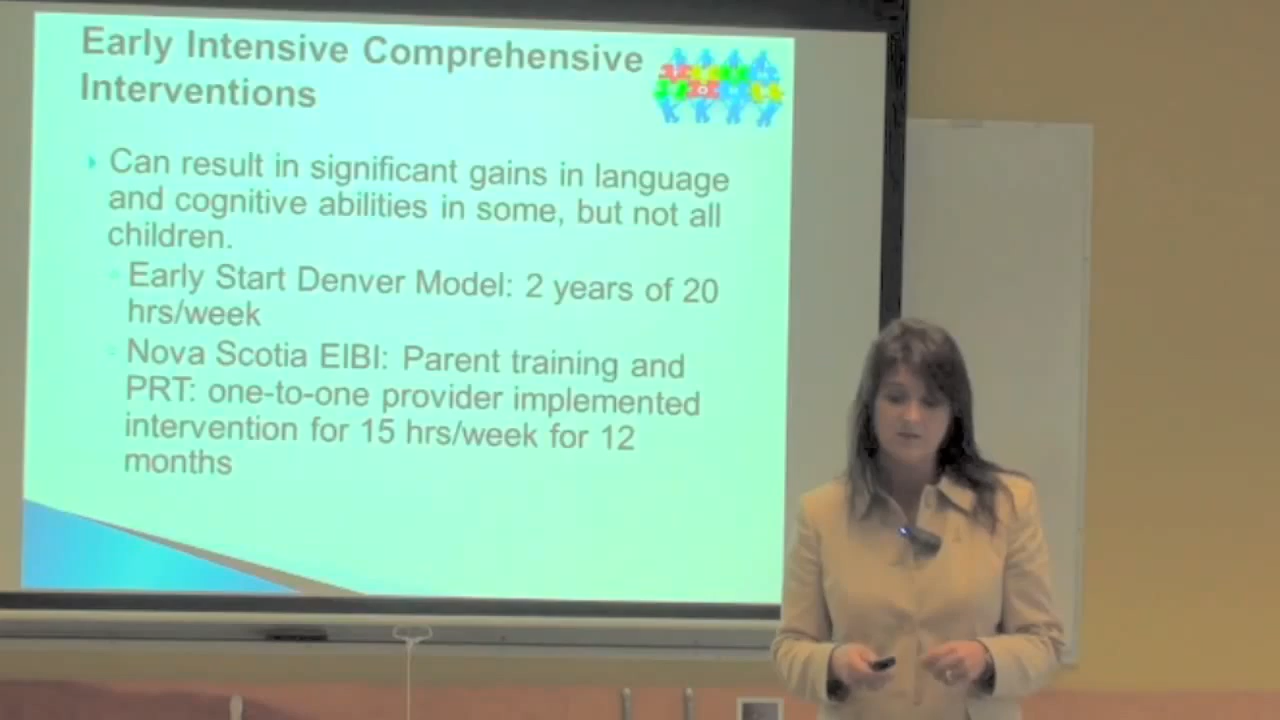 Early Intensive Comprehensive
Interventions
Can result in significant gains in language
and cognitive abilities in some, but not all
children.
Early Start Denver Model: 2 years of 20
hrs/week
Nova Scotia EIBI: Parent training and
PRT: one-to-one provider implemented
intervention for 15 hrs/week for 12
months